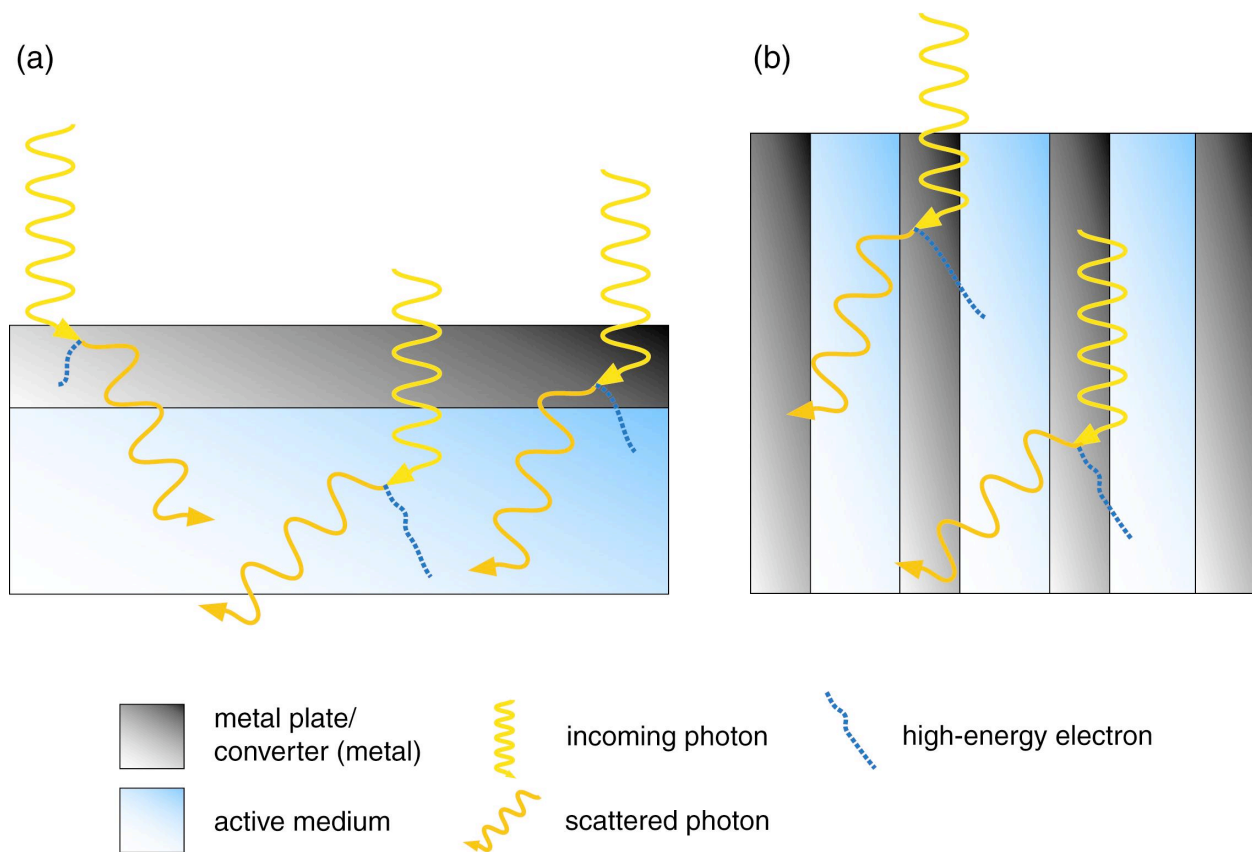 (a)
(b)
metal plate/
converter (metal)
incoming photon
high-energy electron
active medium
scattered photon